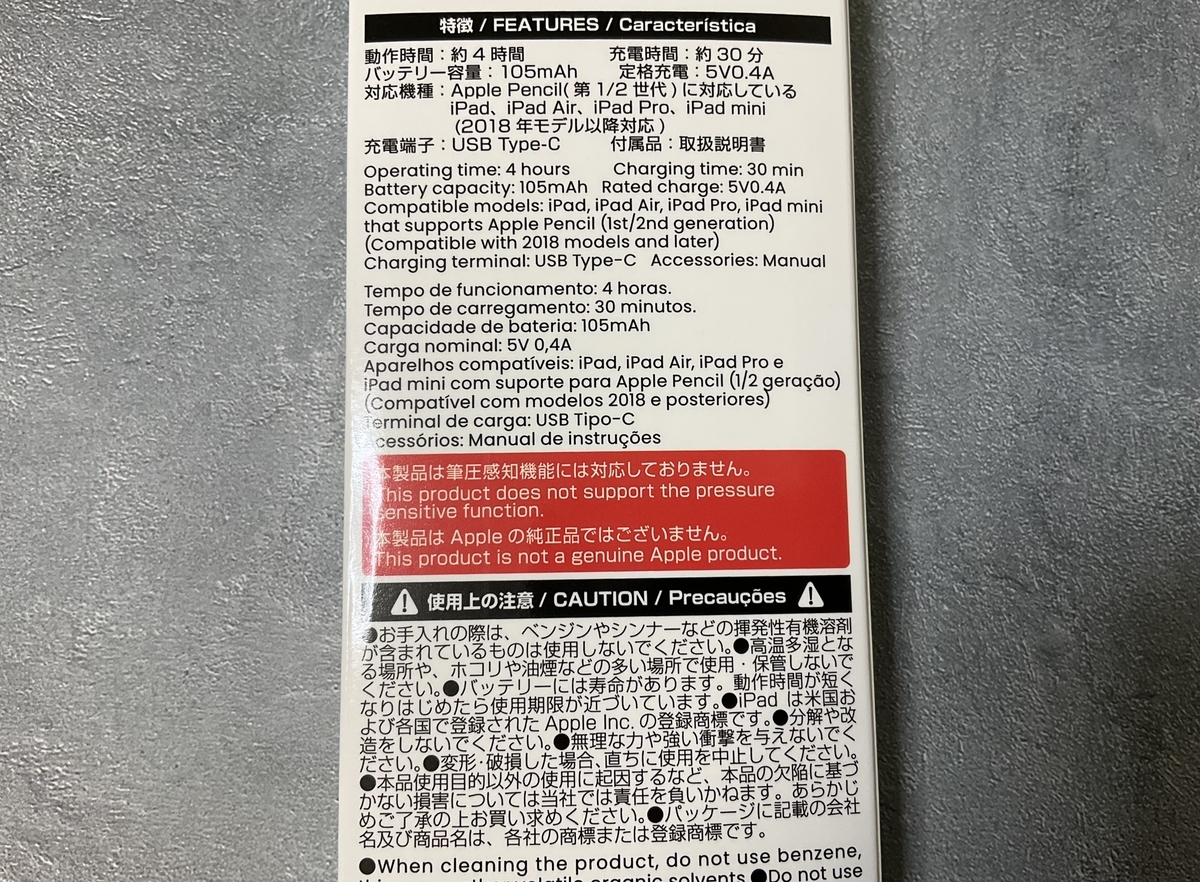 特徴 / FEATURES / Característica
動作時間：約 4 時間 充電時間：約 30 分
バッテリー容量：105mAh 定格充電：5V0.4A
対応機種：Apple Pencil( 第 1/2 世代 ) に対応している
iPad、iPad Air、iPad Pro、iPad mini
(2018 年モデル以降対応 )
充電端子：USB Type-C 付属品：取扱説明書
Operating time: 4 hours Charging time: 30 min
Battery capacity: 105mAh Rated charge: 5V0.4A
Compatible models: iPad, iPad Air, iPad Pro, iPad mini
that supports Apple Pencil (1st/2nd generation)
(Compatible with 2018 models and later)
Charging terminal: USB Type-C Accessories: Manual
Tempo de funcionamento: 4 horas.
Tempo de carregamento: 30 minutos.
Capacidade de bateria: 105mAh
Carga nominal: 5V 0,4A
Aparelhos compatíveis: iPad, iPad Air, iPad Pro e
iPad mini com suporte para Apple Pencil (1/2 geração)
(Compatível com modelos 2018 e posteriores)
Terminal de carga: USB Tipo-C
Acessórios: Manual de instruções
本製品は筆圧感知機能には対応しておりません。
This product does not support the pressure
sensitive function.
本製品は Apple の純正品ではございません。
This product is not a genuine Apple product.
使用上の注意 / CAUTION / Precauções
●お手入れの際は、ベンジンやシンナーなどの揮発性有機溶剤
が含まれているものは使用しないでください。●高温多湿とな
る場所や、ホコリや油煙などの多い場所で使用・保管しないで
ください。●バッテリーには寿命があります。動作時間が短く
なりはじめたら使用期限が近づいています。●iPad は米国お
よび各国で登録された Apple Inc. の登録商標です。●分解や改
造をしないでください。●無理な力や強い衝撃を与えないでく
ださい。●変形・破損した場合、直ちに使用を中止してください。
●本品使用目的以外の使用に起因するなど、本品の欠陥に基づ
かない損害については当社では責任を負いかねます。あらかじ
めご了承の上お買い求めください。●パッケージに記載の会社
名及び商品名は、各社の商標または登録商標です。
●When cleaning the product, do not use benzene,
volatile organic solvents ●Do not use